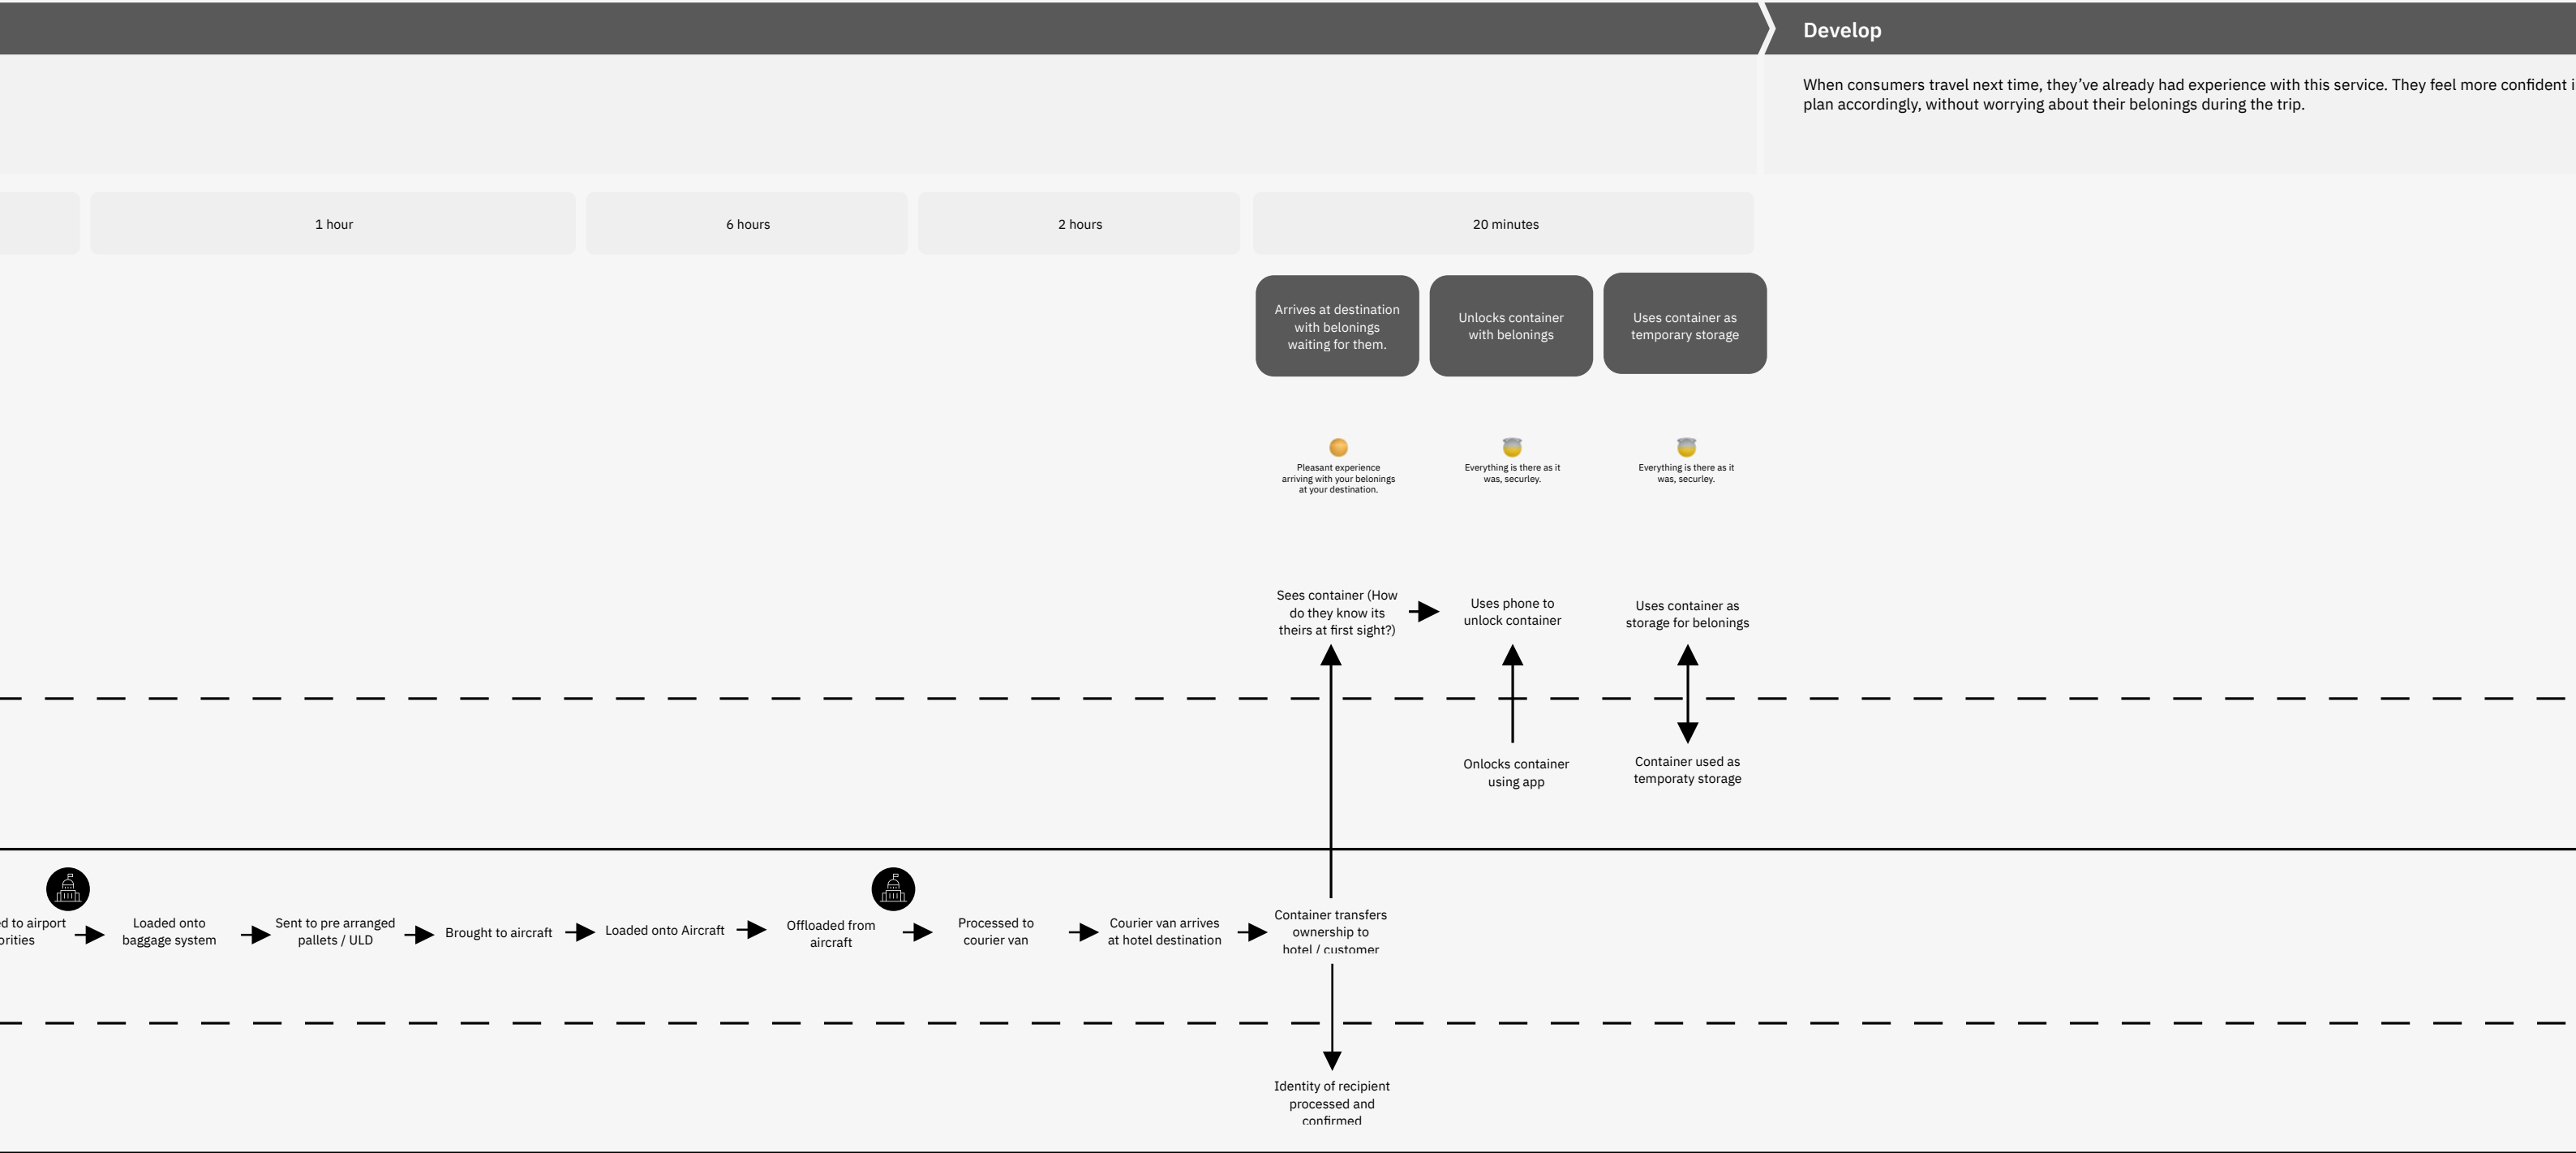 Develop
When consumers travel next time, they’ve already had experience with this service. They feel more confident
plan accordingly, without worrying about their belonings during the trip.
1 hour
6 hours
2 hours
20 minutes
Arrives at destination
with belonings
waiting for them.
Unlocks container
with belonings
Uses container as
temporary storage
Pleasant experience
arriving with your belonings
at your destination.
Everything is there as it
was, securley.
Everything is there as it
was, securley.
Sees container (How
do they know its
theirs at first sight?)
Uses phone to
unlock container
Uses container as
storage for belonings
Onlocks container
using app
Container used as
temporaty storage
to airport
Loaded onto
baggage system
Sent to pre arranged
pallets / ULD
Brought to aircraft
Loaded onto Aircraft
Offloaded from
aircraft
Processed to
courier van
Courier van arrives
at hotel destination
Container transfers
ownership to
hotel / customer
Identity of recipient
processed and
confirmed